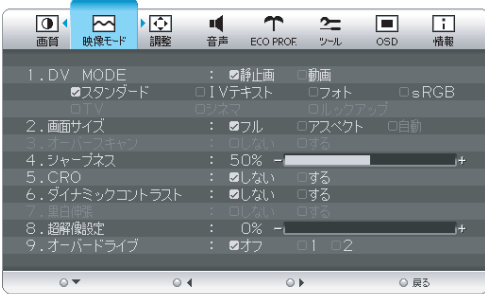 画質 映像モード 調整 音声 ECO PROF. ツール OSD 情報
1.DV MODE : ☑静止画 □動画
☑スタンダード □IVテキスト □フォト □sRGB
□TV □シネマ □ルックアップ
2.画面サイズ : ☑フル □アスペクト □自動
3.オーバースキャン : □しない □する
4.シャープネス : 50% − +
5.CRO : ☑しない □する
6.ダイナミックコントラスト : ☑しない □する
7.黒白伸張 : □しない □する
8.超解像設定 : 0% − +
9.オーバードライブ : ☑オフ □1 □2
戻る